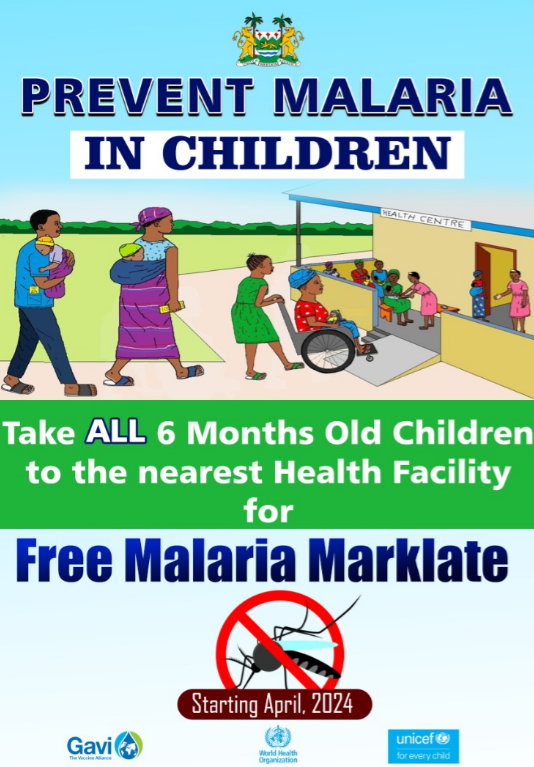 PREVENT MALARIA
IN CHILDREN
HEALTH CENTRE
Take ALL 6 Months Old Children
to the nearest Health Facility
for
Free Malaria Marklate
Starting April, 2024
Gavi
The Vaccine Alliance
World Health
Organization
unicef
for every child